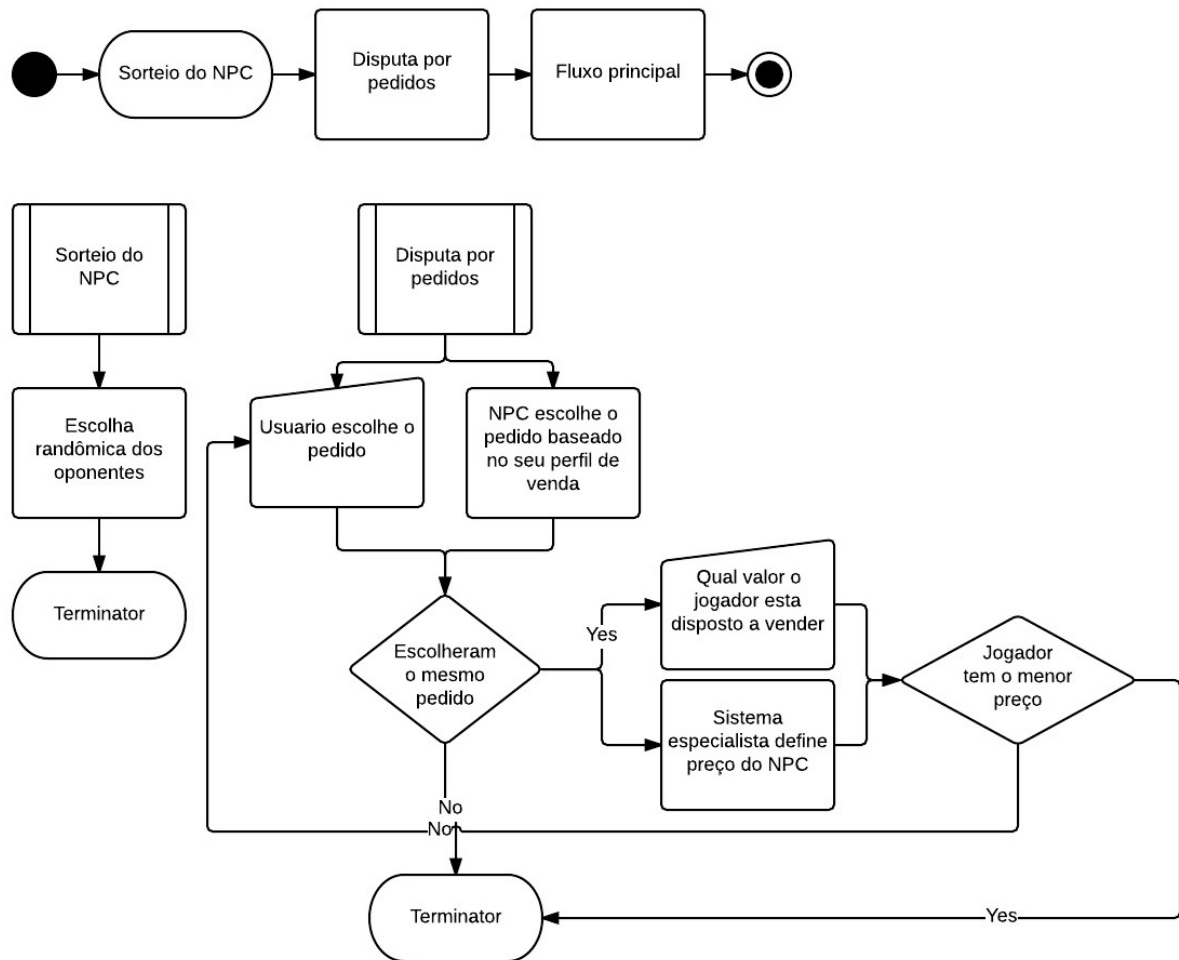 Sorteio do NPC
Disputa por
pedidos
Fluxo principal
Sorteio do
NPC
Disputa por
pedidos
Escolha
randômica dos
oponentes
Usuario escolhe o
pedido
NPC escolhe o
pedido baseado
no seu perfil de
venda
Terminator
Escolheram
o mesmo
pedido
Yes
Qual valor o
jogador esta
disposto a vender
Sistema
especialista define
preço do NPC
Jogador
tem o menor
preço
No
No
Terminator
Yes